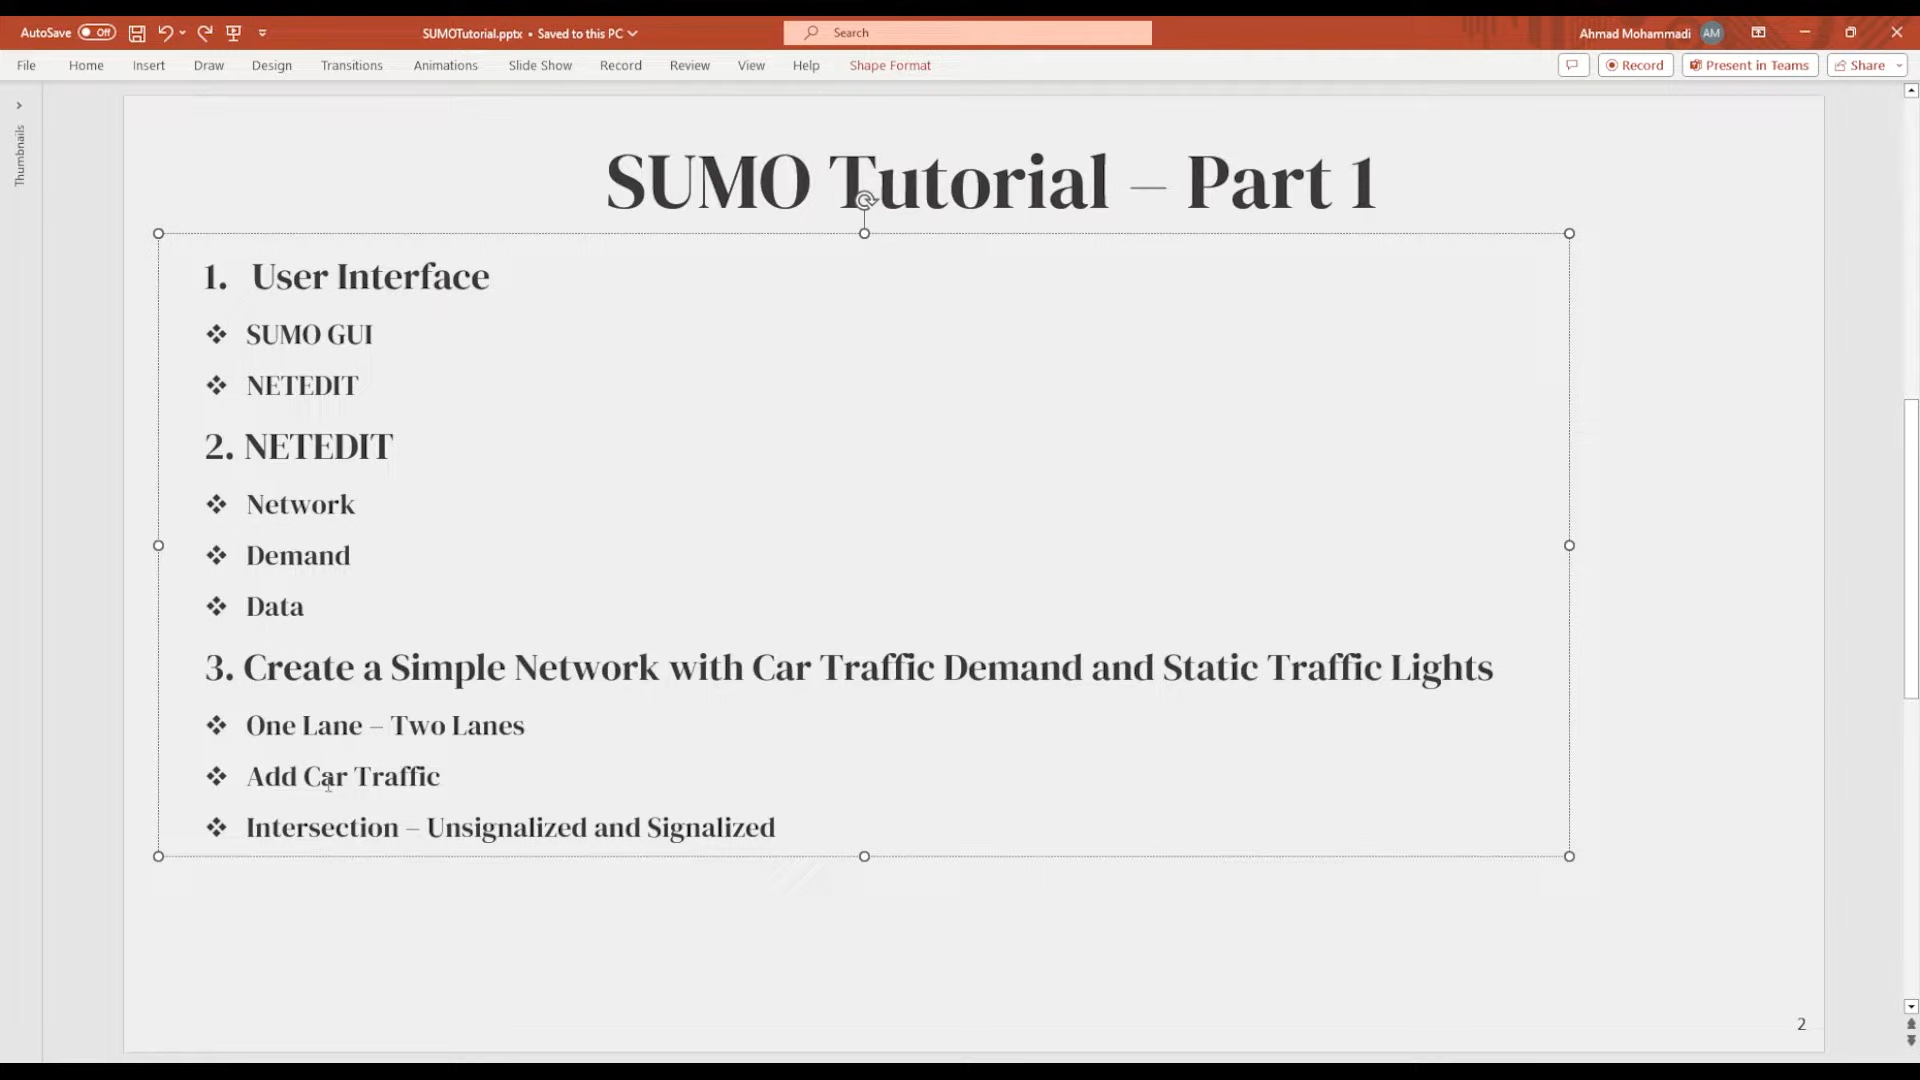 AutoSave Off SUMOTutorial.pptx • Saved to this PC Search Ahmad Mohammadi AM
File Home Insert Draw Design Transitions Animations Slide Show Record Review View Help Shape Format Record Present in Teams Share
Thumbnails
SUMO Tutorial – Part 1
1. User Interface
❖ SUMO GUI
❖ NETEDIT
2. NETEDIT
❖ Network
❖ Demand
❖ Data
3. Create a Simple Network with Car Traffic Demand and Static Traffic Lights
❖ One Lane – Two Lanes
❖ Add Car Traffic
❖ Intersection – Unsignalized and Signalized
2